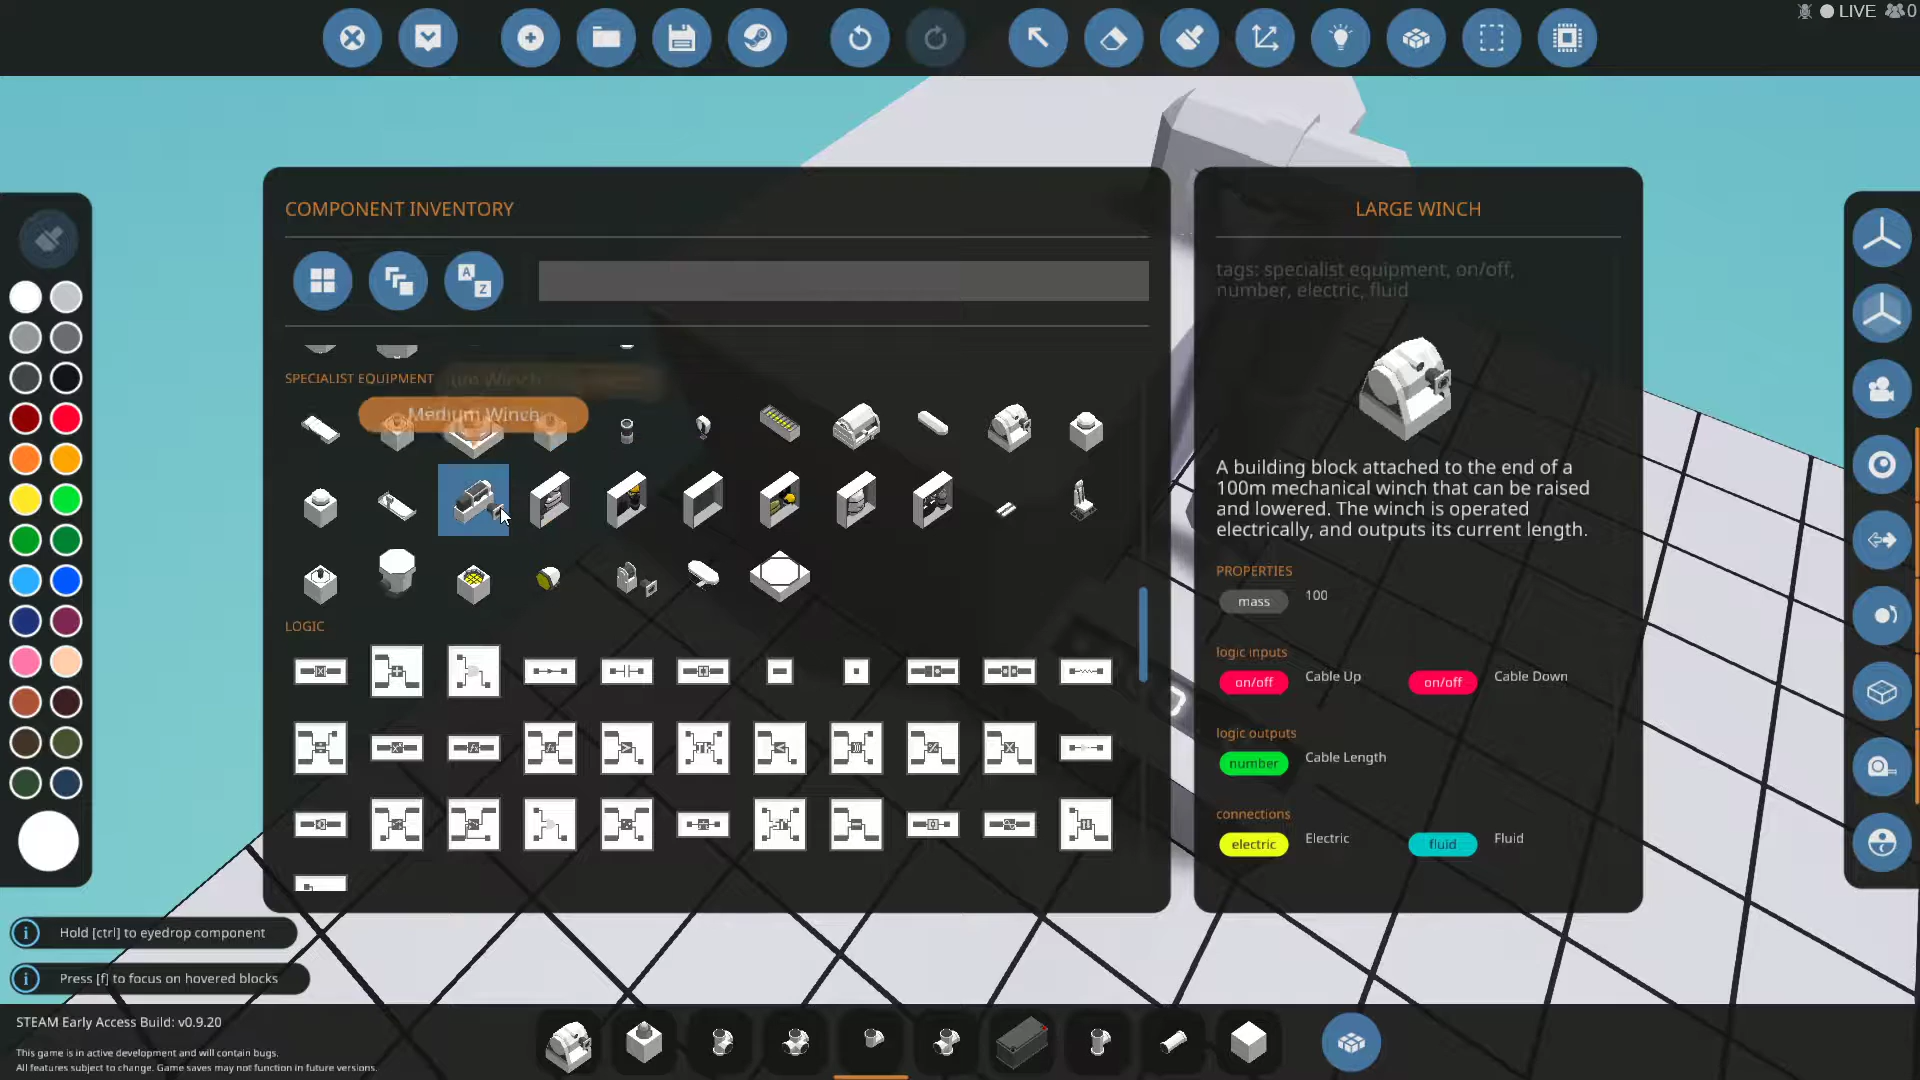 LIVE 0
COMPONENT INVENTORY
A
Z
SPECIALIST EQUIPMENT
Medium Winch
LOGIC
LARGE WINCH
tags: specialist equipment, on/off,
number, electric, fluid
A building block attached to the end of a
100m mechanical winch that can be raised
and lowered. The winch is operated
electrically, and outputs its current length.
PROPERTIES
mass 100
logic inputs
on/off Cable Up on/off Cable Down
logic outputs
number Cable Length
connections
electric Electric fluid Fluid
Hold [ctrl] to eyedrop component
Press [f] to focus on hovered blocks
STEAM Early Access Build: v0.9.20
This game is in active development and will contain bugs.
All features subject to change. Game saves may not function in future versions.